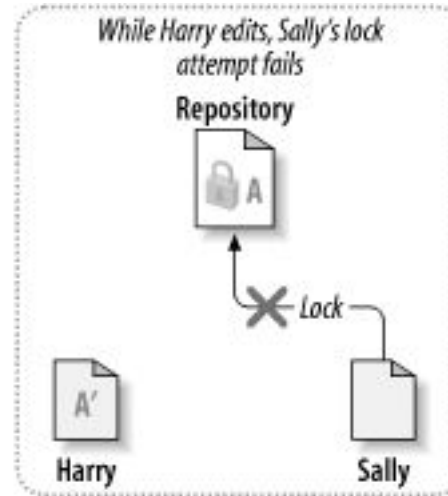 While Harry edits, Sally's lock
attempt fails
Repository
A
Lock
A′
Harry
Sally